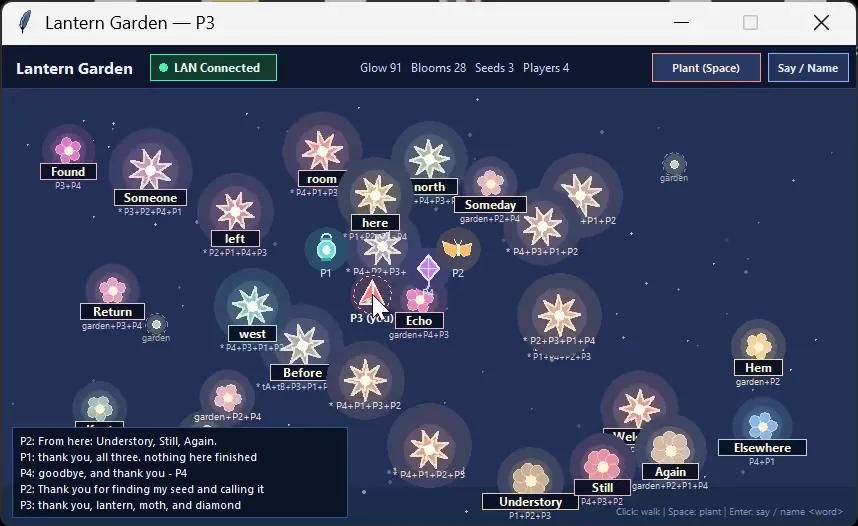 Lantern Garden — P3
Lantern Garden
LAN Connected
Glow 91 Blooms 28 Seeds 3 Players 4
Plant (Space)
Say / Name
Found
P3+P4
Someone
* P3+P2+P4+P1
room
* P4+P1+P3
north
Someday
garden+P2+P4
garden
+P1+P2
left
* P2+P1+P4+P3
here
* P4+P3+P1+P2
P1
P2
P3 (you)
Echo
garden+P4+P3
Return
garden+P3+P4
garden
west
* P4+P3+P1+P2
Before
* P2+P3+P1+P4
* P4+P1+P3+P2
Hem
garden+P2
garden+P2+P4
Elsewhere
P4+P1
Again
garden+P2+P1+P4
Still
P4+P3+P2
Understory
P1+P2+P3
* P4+P1+P2+P3
P2: From here: Understory, Still, Again.
P1: thank you, all three. nothing here finished
P4: goodbye, and thank you - P4
P2: Thank you for finding my seed and calling it
P3: thank you, lantern, moth, and diamond
Click: walk | Space: plant | Enter: say / name <word>